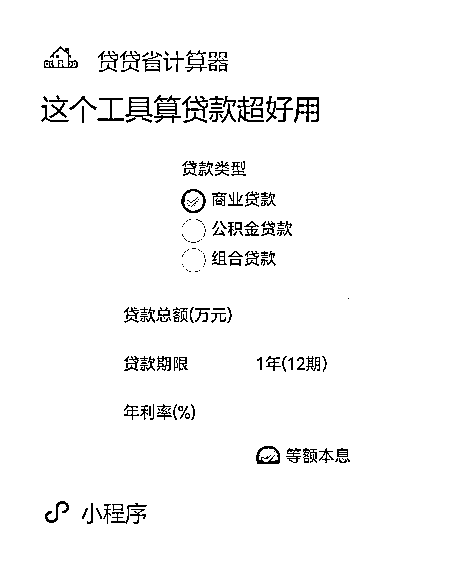 贷贷省计算器
这个工具算贷款超好用
贷款类型
商业贷款
公积金贷款
组合贷款
贷款总额(万元)
贷款期限 1年(12期)
年利率(%)
等额本息
小程序